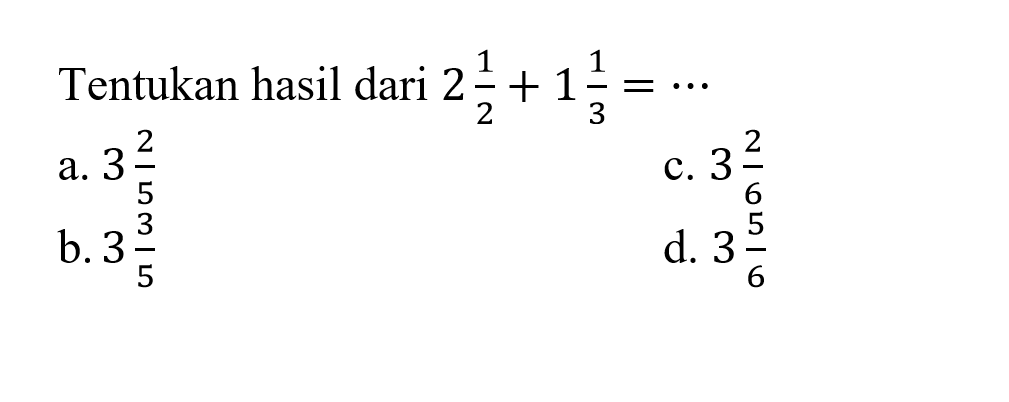 Tentukan hasil dari 2 1/2 + 1 1/3 = ⋯
a. 3 2/5 c. 3 2/6
b. 3 3/5 d. 3 5/6